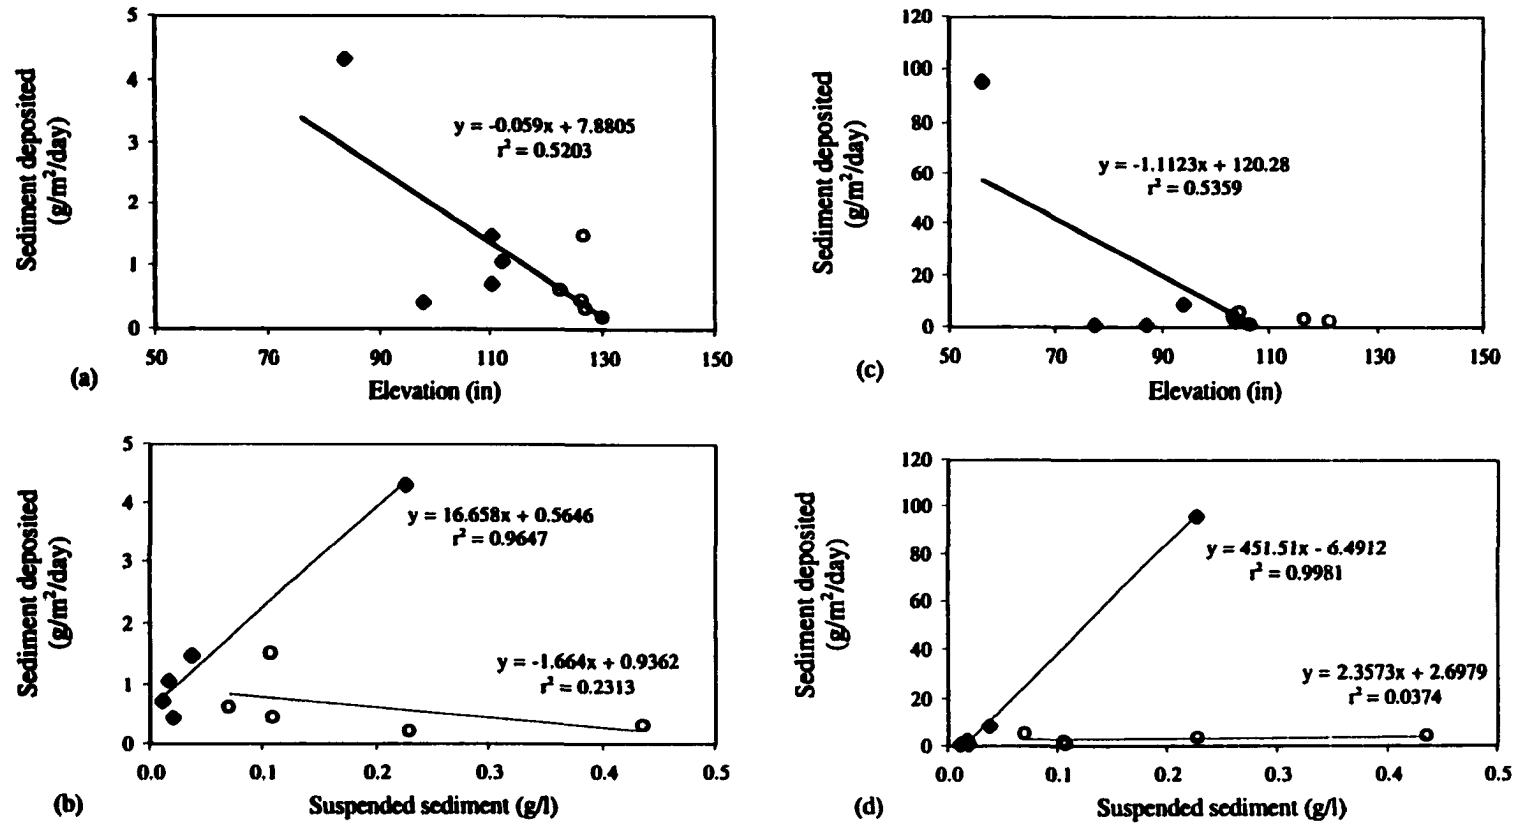 5
4
3
2
1
0
Sediment deposited
(g/m²/day)
y = -0.059x + 7.8805
r² = 0.5203
50 70 90 110 130 150
(a)
Elevation (in)
120
100
80
60
40
20
0
Sediment deposited
(g/m²/day)
y = -1.1123x + 120.28
r² = 0.5359
50 70 90 110 130 150
(c)
Elevation (in)
5
4
3
2
1
0
Sediment deposited
(g/m²/day)
y = 16.658x + 0.5646
r² = 0.9647
y = -1.664x + 0.9362
r² = 0.2313
0.0 0.1 0.2 0.3 0.4 0.5
(b)
Suspended sediment (g/l)
120
100
80
60
40
20
0
Sediment deposited
(g/m²/day)
y = 451.51x - 6.4912
r² = 0.9981
y = 2.3573x + 2.6979
r² = 0.0374
0.0 0.1 0.2 0.3 0.4 0.5
(d)
Suspended sediment (g/l)